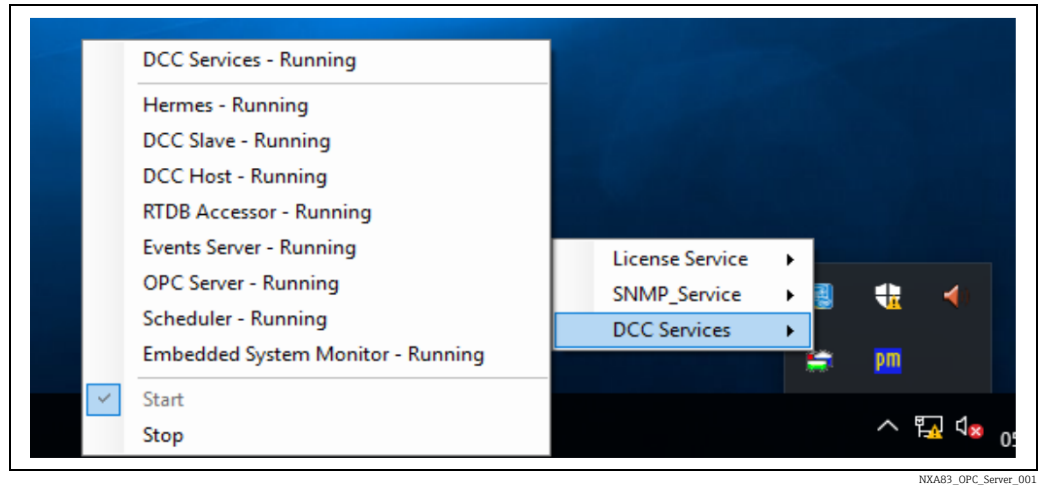 DCC Services - Running
Hermes - Running
DCC Slave - Running
DCC Host - Running
RTDB Accessor - Running
Events Server - Running
OPC Server - Running
Scheduler - Running
Embedded System Monitor - Running
Start
Stop
License Service
SNMP_Service
DCC Services
pm
05
NXA83_OPC_Server_001